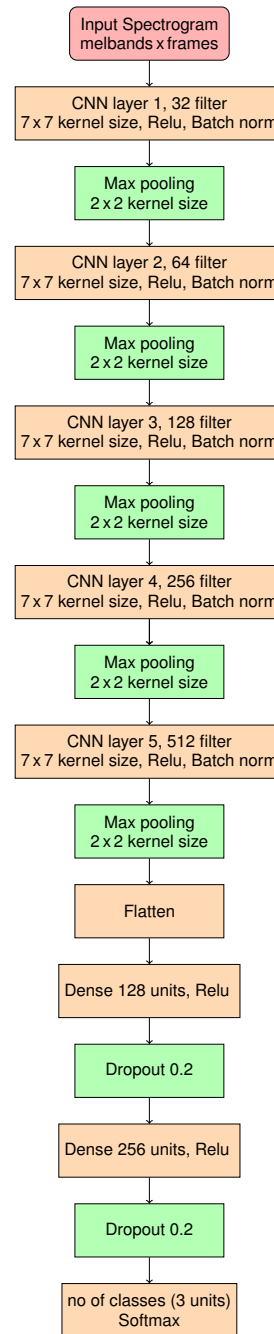 Input Spectrogram
melbands x frames
CNN layer 1, 32 filter
7 x 7 kernel size, Relu, Batch norm
Max pooling
2 x 2 kernel size
CNN layer 2, 64 filter
7 x 7 kernel size, Relu, Batch norm
Max pooling
2 x 2 kernel size
CNN layer 3, 128 filter
7 x 7 kernel size, Relu, Batch norm
Max pooling
2 x 2 kernel size
CNN layer 4, 256 filter
7 x 7 kernel size, Relu, Batch norm
Max pooling
2 x 2 kernel size
CNN layer 5, 512 filter
7 x 7 kernel size, Relu, Batch norm
Max pooling
2 x 2 kernel size
Flatten
Dense 128 units, Relu
Dropout 0.2
Dense 256 units, Relu
Dropout 0.2
no of classes (3 units)
Softmax